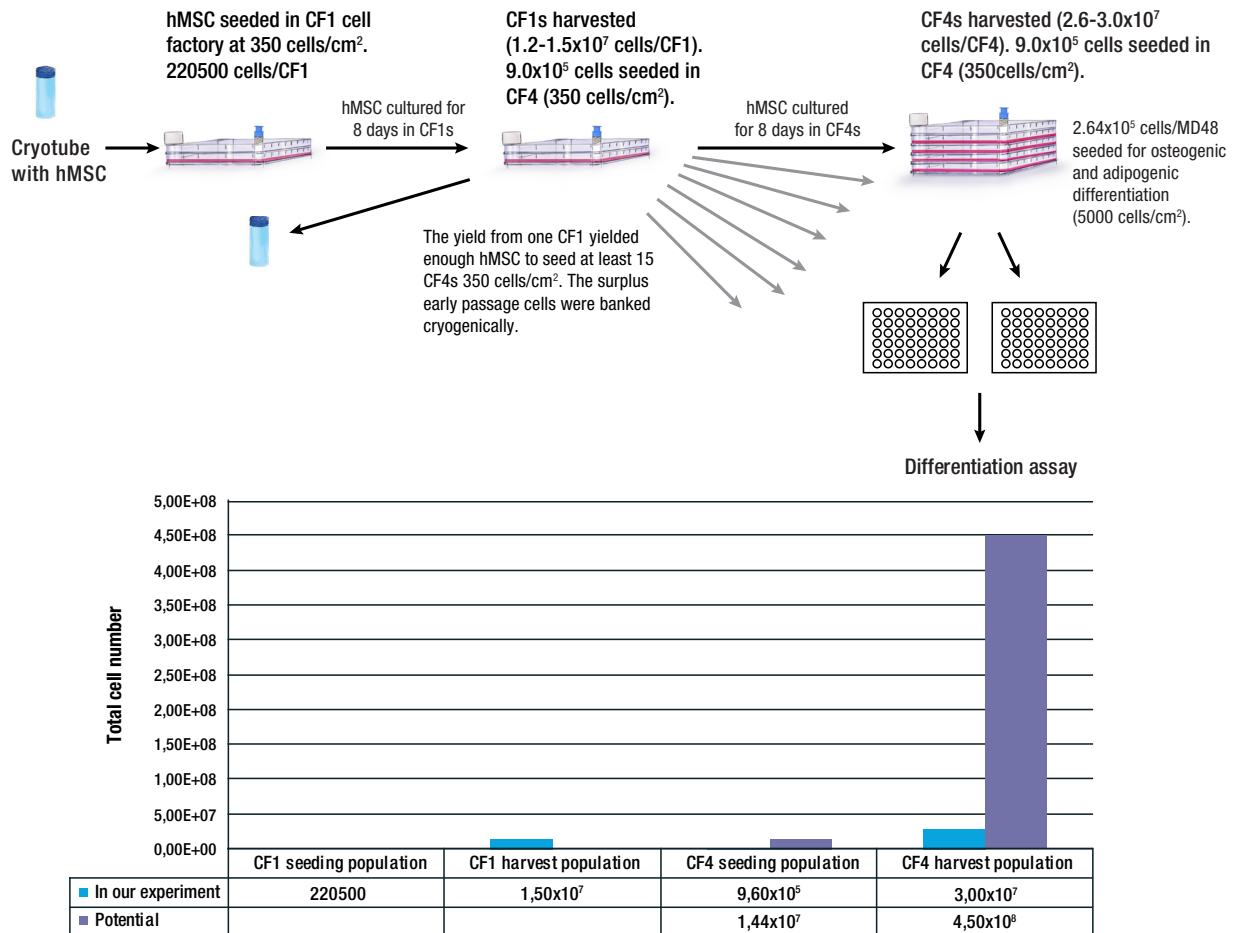 hMSC seeded in CF1 cell
factory at 350 cells/cm².
220500 cells/CF1
CF1s harvested
(1.2-1.5x10⁷ cells/CF1).
9.0x10⁵ cells seeded in
CF4 (350 cells/cm²).
CF4s harvested (2.6-3.0x10⁷
cells/CF4). 9.0x10⁵ cells seeded in
CF4 (350cells/cm²).
Cryotube
with hMSC
hMSC cultured for
8 days in CF1s
hMSC cultured
for 8 days in CF4s
2.64x10⁵ cells/MD48
seeded for osteogenic
and adipogenic
differentiation
(5000 cells/cm²).
The yield from one CF1 yielded
enough hMSC to seed at least 15
CF4s 350 cells/cm². The surplus
early passage cells were banked
cryogenically.
Differentiation assay
Total cell number
5,00E+08
4,50E+08
4,00E+08
3,50E+08
3,00E+08
2,50E+08
2,00E+08
1,50E+08
1,00E+08
5,00E+07
0,00E+00
CF1 seeding population CF1 harvest population CF4 seeding population CF4 harvest population
In our experiment 220500 1,50x10⁷ 9,60x10⁵ 3,00x10⁷
Potential 1,44x10⁷ 4,50x10⁸